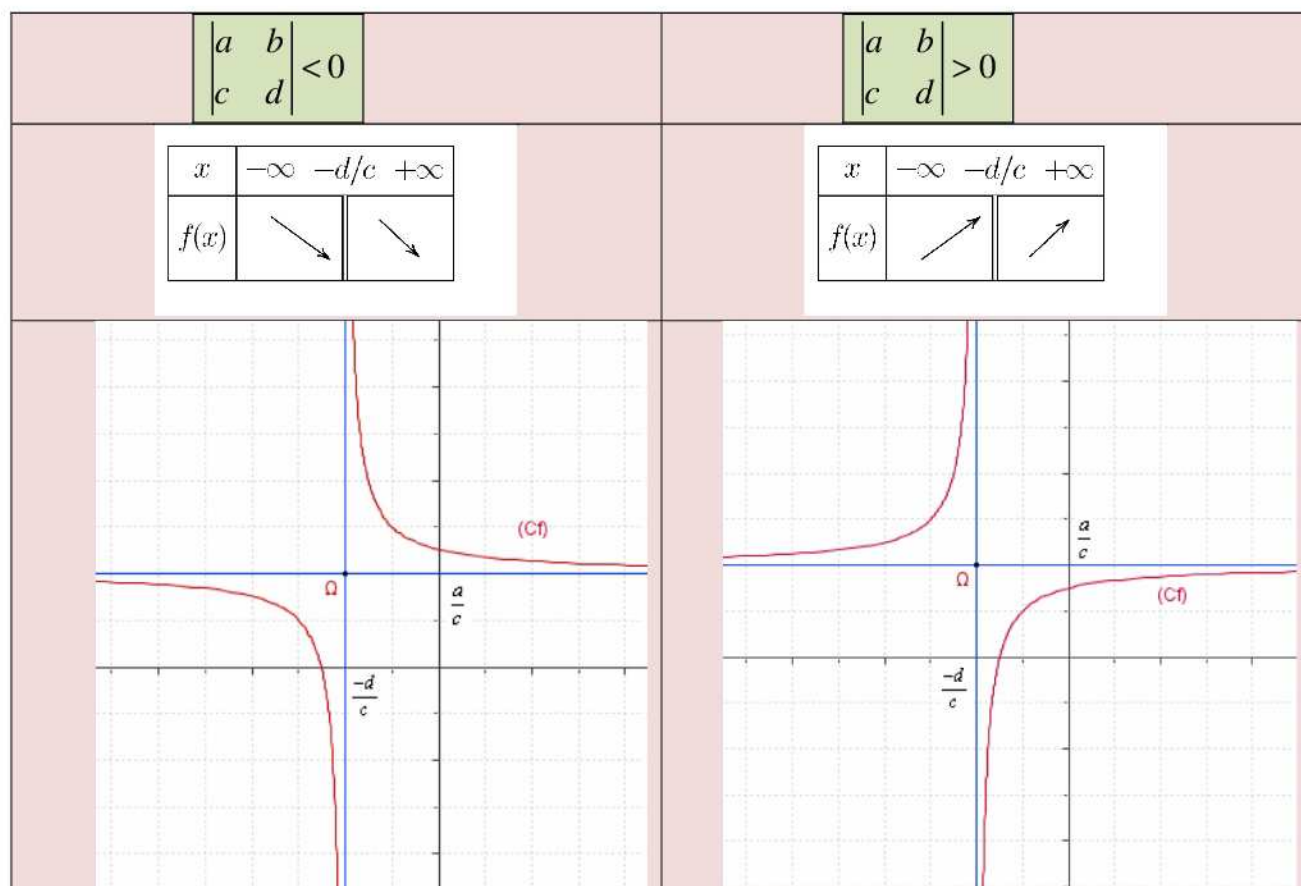 |a b|
|c d| < 0
|a b|
|c d| > 0
x −∞ −d/c +∞
f(x)
x −∞ −d/c +∞
f(x)
(Cf)
Ω
a/c
−d/c
a/c
Ω
(Cf)
−d/c